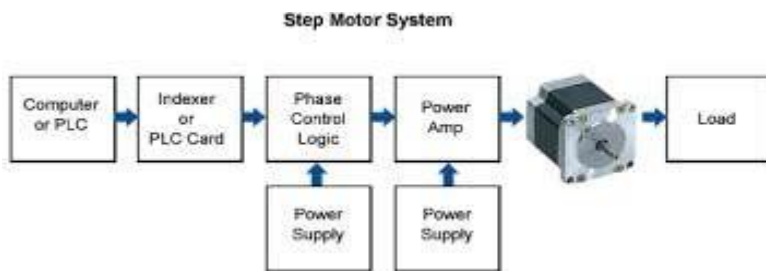 Step Motor System
Computer
or PLC
Indexer
or
PLC Card
Phase
Control
Logic
Power
Amp
Load
Power
Supply
Power
Supply